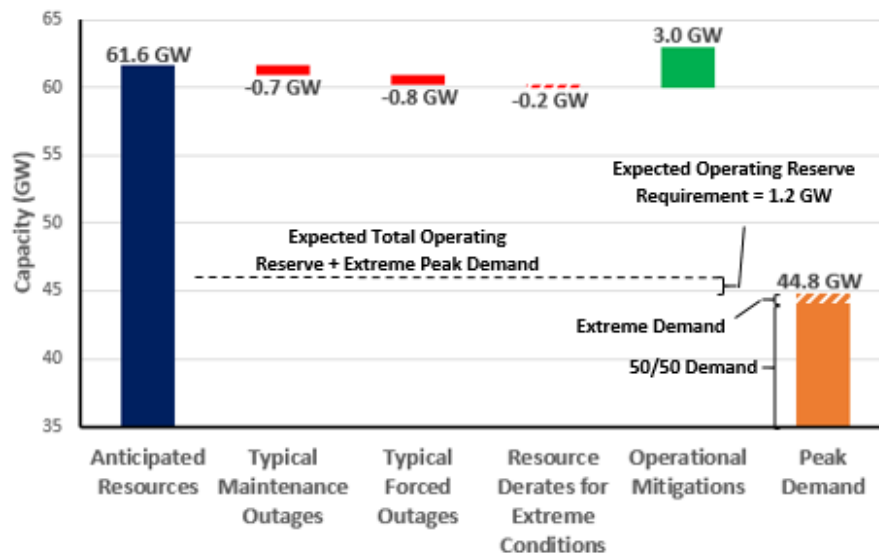 65
60
55
50
45
40
35
Capacity (GW)
61.6 GW
-0.7 GW
-0.8 GW
-0.2 GW
3.0 GW
Expected Operating Reserve
Requirement = 1.2 GW
Expected Total Operating
Reserve + Extreme Peak Demand
44.8 GW
Extreme Demand
50/50 Demand
Anticipated
Resources
Typical
Maintenance
Outages
Typical
Forced
Outages
Resource
Derates for
Extreme
Conditions
Operational
Mitigations
Peak
Demand